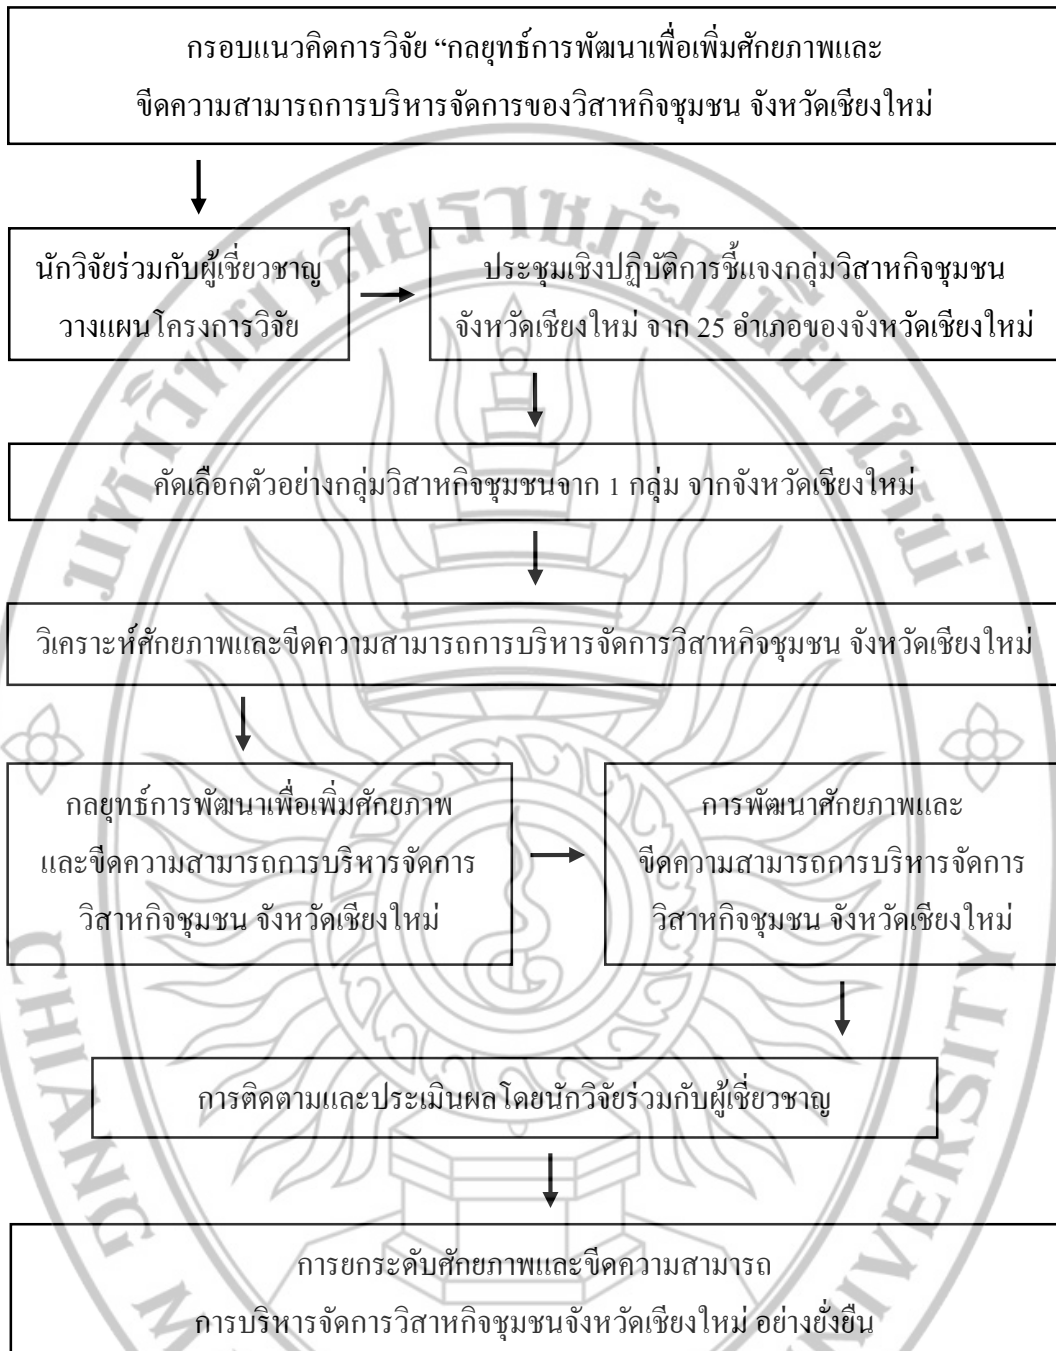 กรอบแนวคิดการวิจัย “กลยุทธ์การพัฒนาเพื่อเพิ่มศักยภาพและ
ขีดความสามารถการบริหารจัดการของวิสาหกิจชุมชน จังหวัดเชียงใหม่
นักวิจัยร่วมกับผู้เชี่ยวชาญ
วางแผนโครงการวิจัย
ประชุมเชิงปฏิบัติการชี้แจงกลุ่มวิสาหกิจชุมชน
จังหวัดเชียงใหม่ จาก 25 อำเภอของจังหวัดเชียงใหม่
คัดเลือกตัวอย่างกลุ่มวิสาหกิจชุมชนจาก 1 กลุ่ม จากจังหวัดเชียงใหม่
วิเคราะห์ศักยภาพและขีดความสามารถการบริหารจัดการวิสาหกิจชุมชน จังหวัดเชียงใหม่
กลยุทธ์การพัฒนาเพื่อเพิ่มศักยภาพ
และขีดความสามารถการบริหารจัดการ
วิสาหกิจชุมชน จังหวัดเชียงใหม่
การพัฒนาศักยภาพและ
ขีดความสามารถการบริหารจัดการ
วิสาหกิจชุมชน จังหวัดเชียงใหม่
การติดตามและประเมินผลโดยนักวิจัยร่วมกับผู้เชี่ยวชาญ
การยกระดับศักยภาพและขีดความสามารถ
การบริหารจัดการวิสาหกิจชุมชนจังหวัดเชียงใหม่ อย่างยั่งยืน
มหาวิทยาลัยราชภัฏเชียงใหม่
CHIANG M
UNIVERSITY